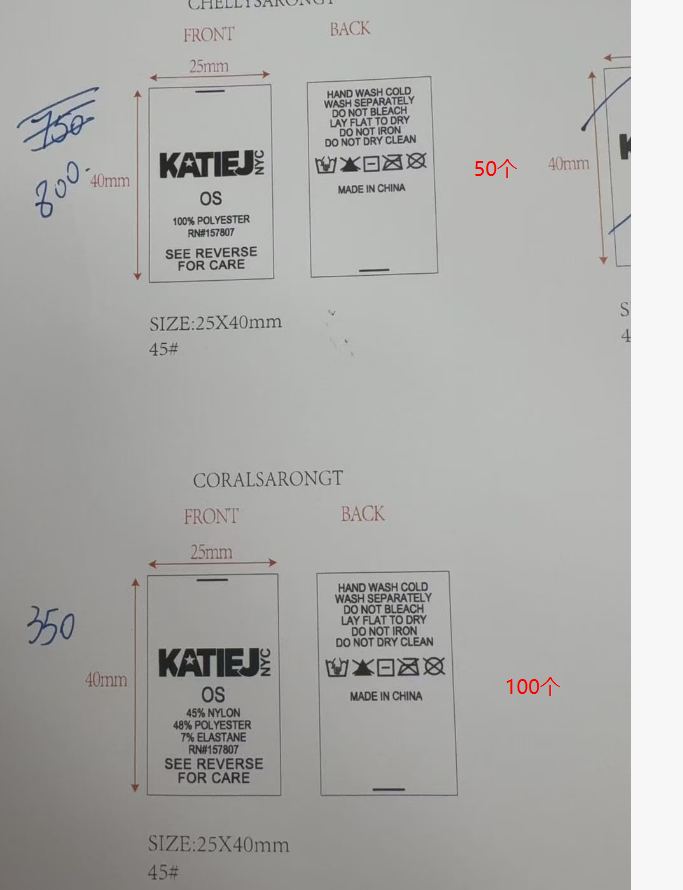 CHELLYSARONGT
FRONT
BACK
25mm
750
800.
40mm
KATIEJ NYC
OS
100% POLYESTER
RN#157807
SEE REVERSE
FOR CARE
HAND WASH COLD
WASH SEPARATELY
DO NOT BLEACH
LAY FLAT TO DRY
DO NOT IRON
DO NOT DRY CLEAN
MADE IN CHINA
50个
40mm
K
SIZE:25X40mm
45#
S
4
CORALSARONGT
FRONT
BACK
25mm
350
40mm
KATIEJ NYC
OS
45% NYLON
48% POLYESTER
7% ELASTANE
RN#157807
SEE REVERSE
FOR CARE
HAND WASH COLD
WASH SEPARATELY
DO NOT BLEACH
LAY FLAT TO DRY
DO NOT IRON
DO NOT DRY CLEAN
MADE IN CHINA
100个
SIZE:25X40mm
45#